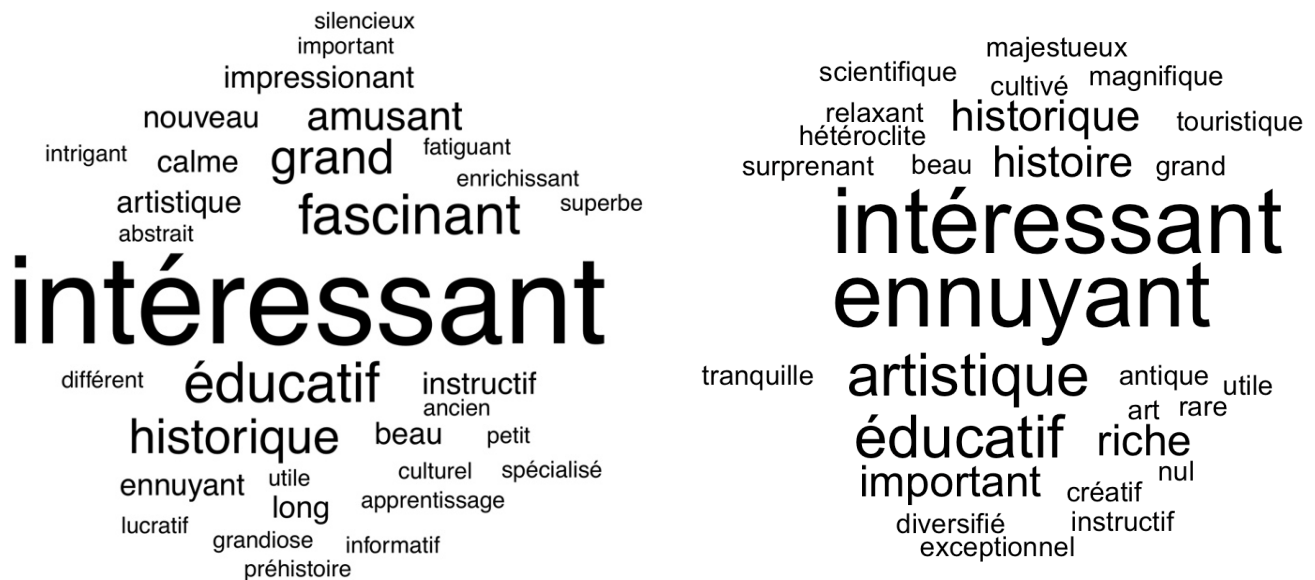 silencieux
important
impressionant
nouveau amusant
intrigant calme grand fatiguant
enrichissant
artistique fascinant superbe
abstrait
intéressant
différent éducatif instructif
ancien
historique beau petit
ennuyant utile culturel spécialisé
long apprentissage
lucratif
grandiose informatif
préhistoire
majestueux
scientifique cultivé magnifique
relaxant historique touristique
hétéroclite
surprenant beau histoire grand
intéressant
ennuyant
tranquille artistique antique utile
art rare
éducatif riche
important nul
créatif
diversifié instructif
exceptionnel